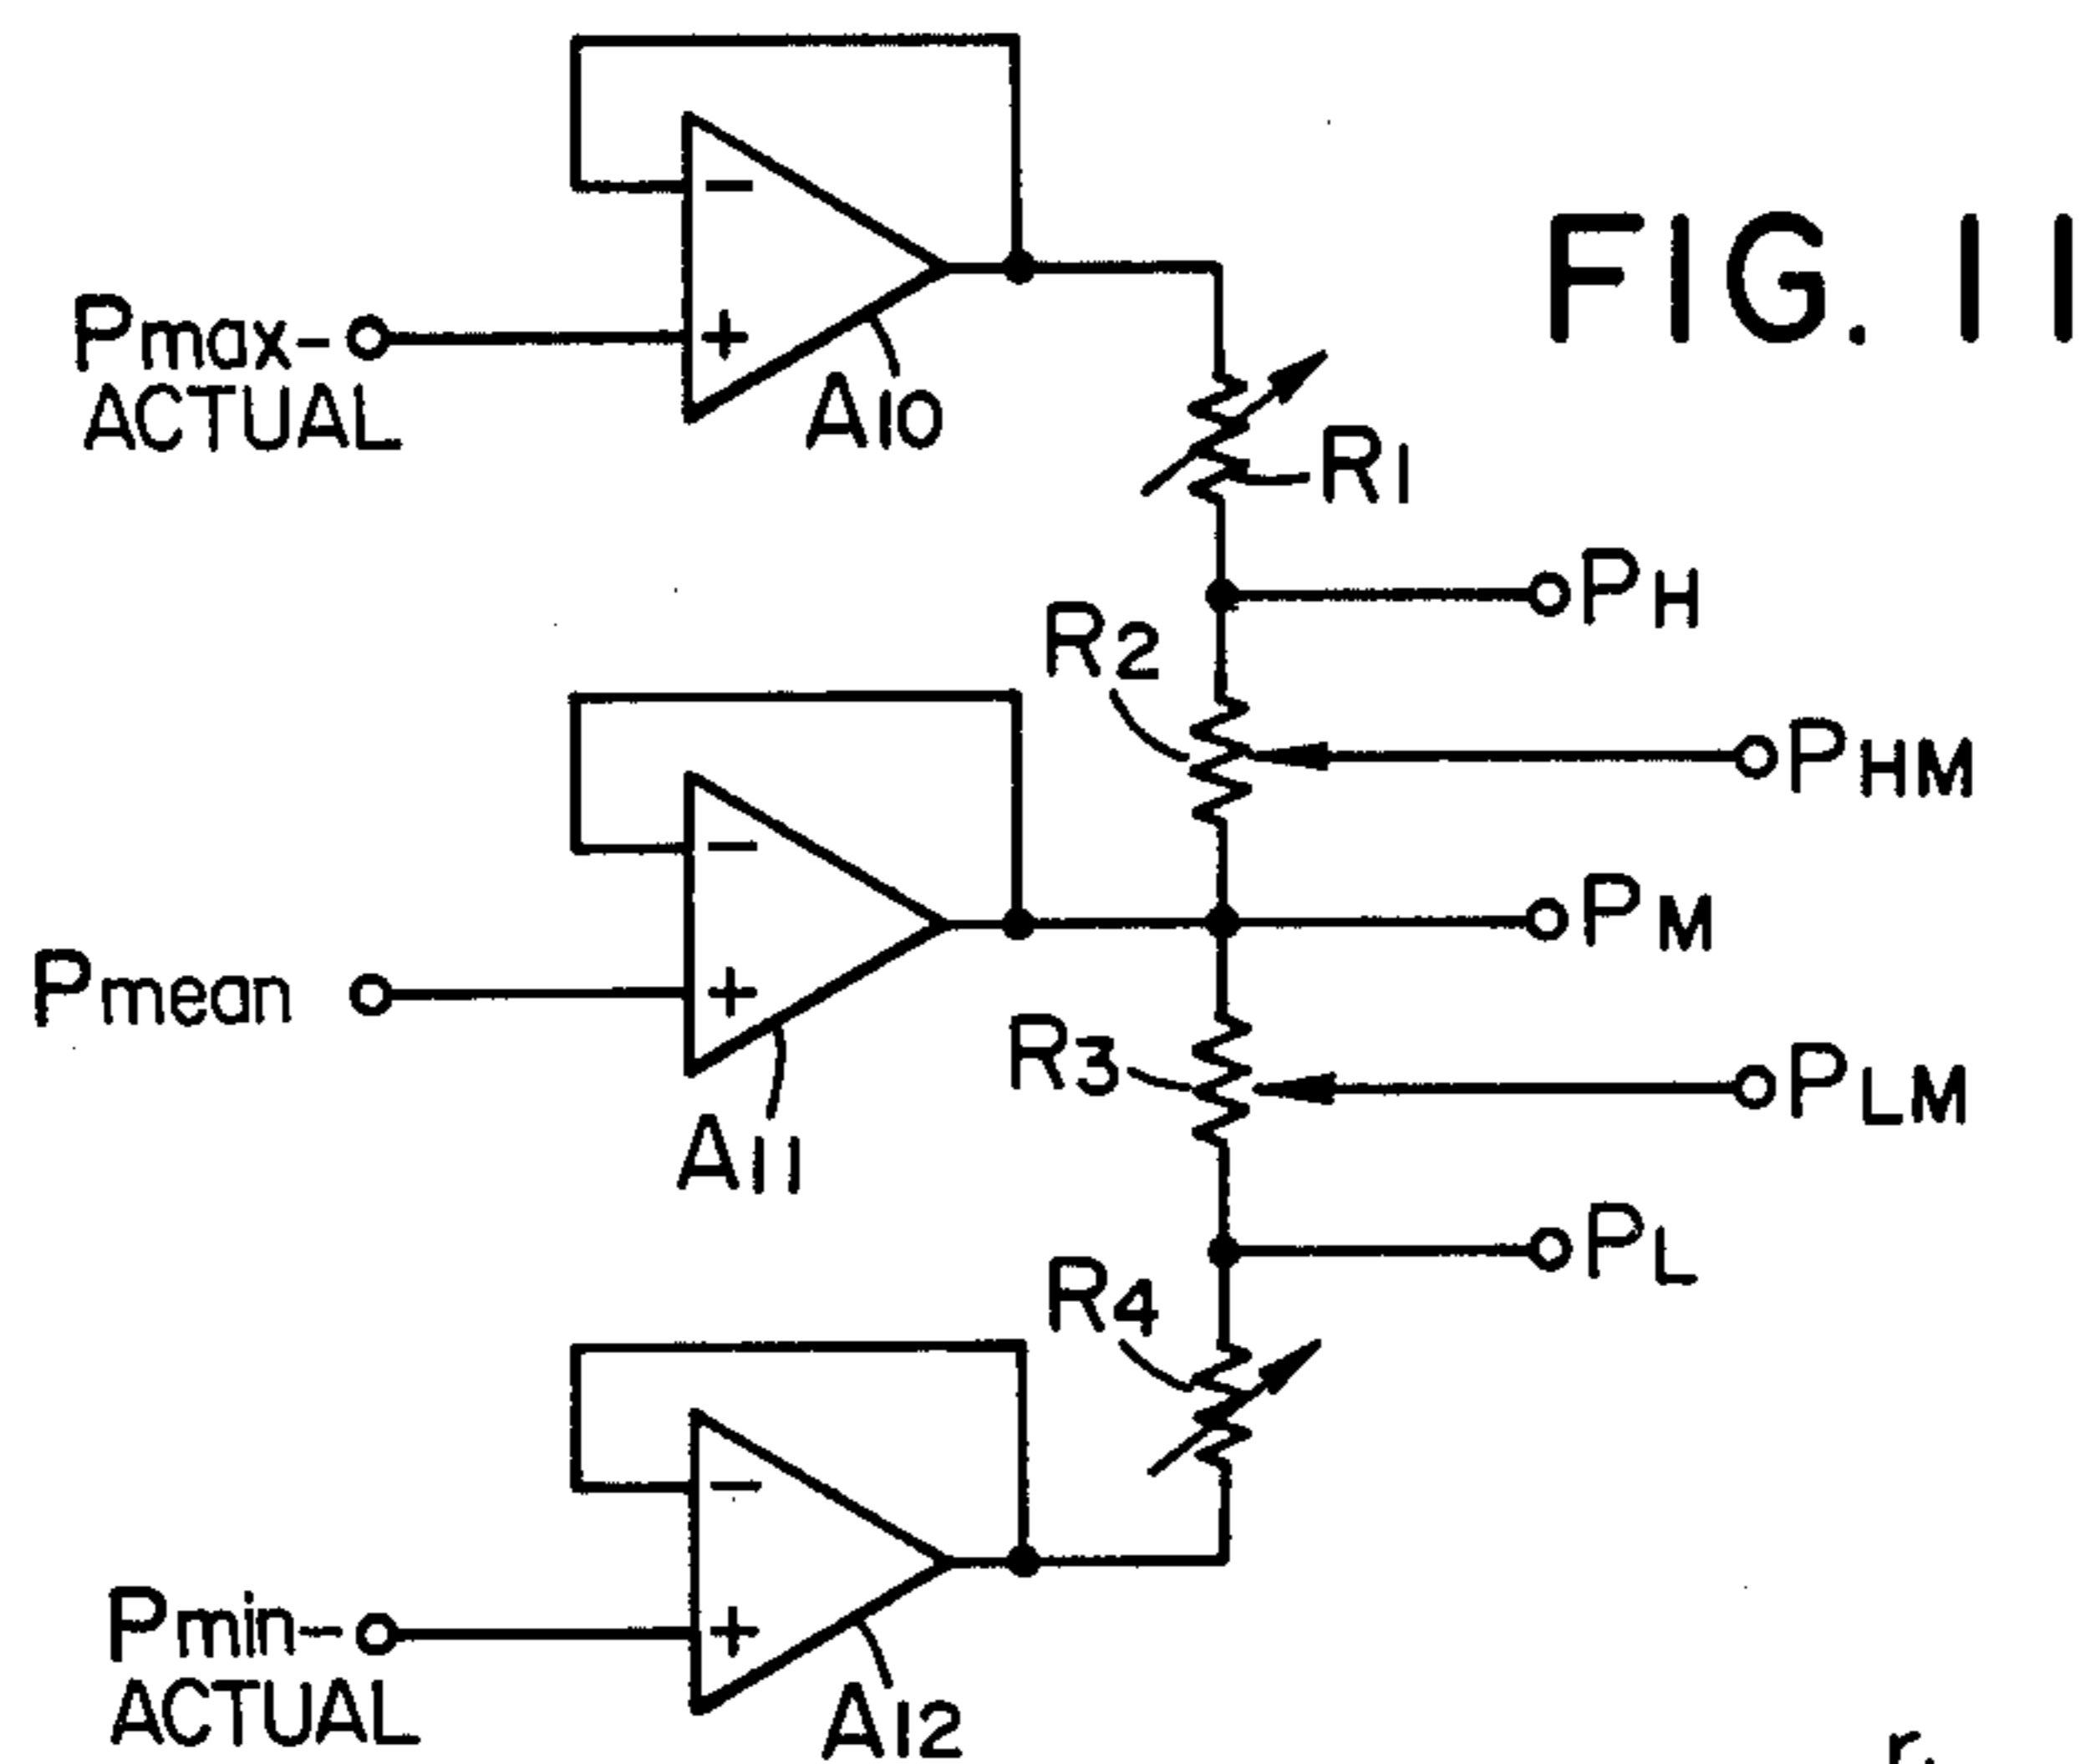 FIG. 11
Pmax-
ACTUAL
−
+
A10
R1
PH
R2
PHM
Pmean
−
+
A11
PM
R3
PLM
PL
R4
Pmin-
ACTUAL
−
+
A12